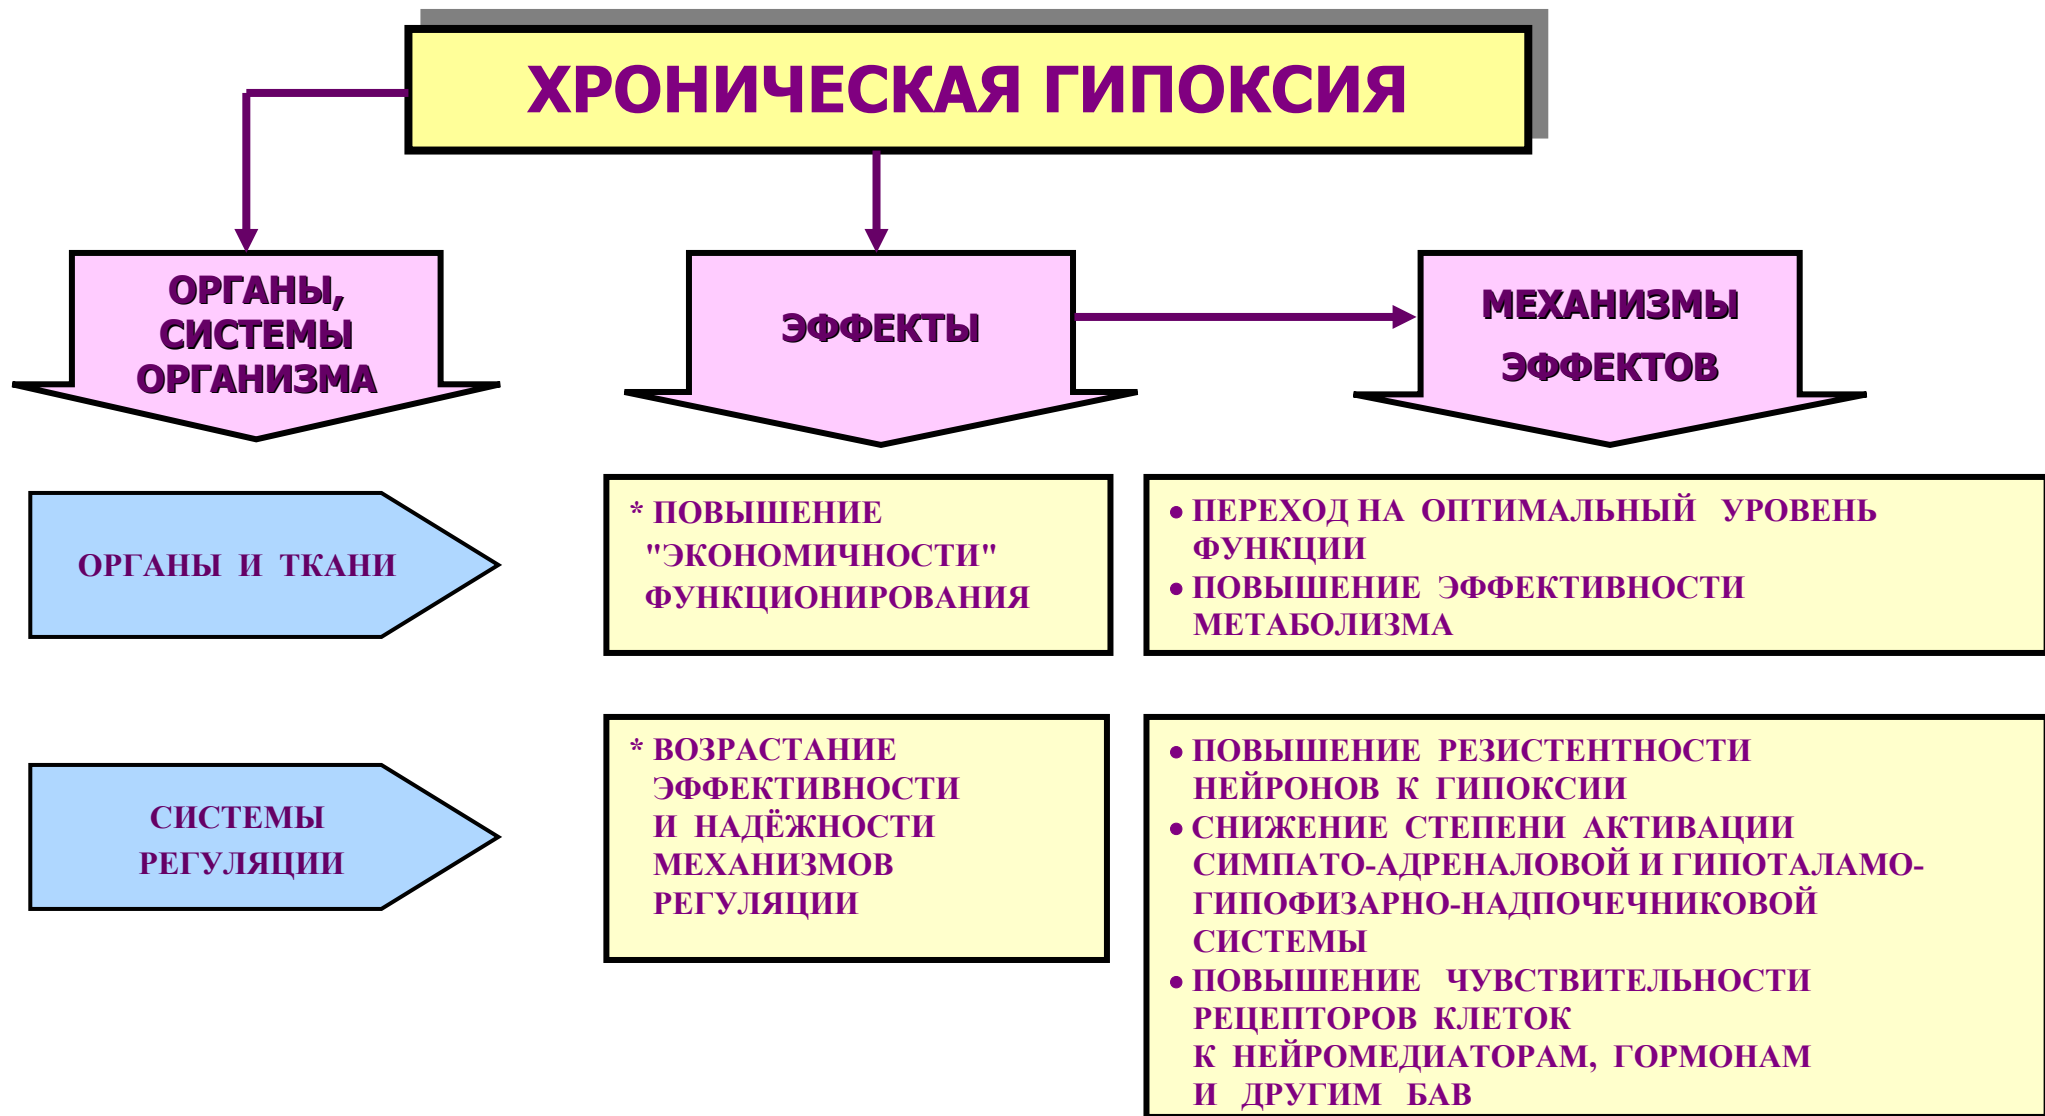 ХРОНИЧЕСКАЯ ГИПОКСИЯ
ОРГАНЫ,
СИСТЕМЫ
ОРГАНИЗМА
ЭФФЕКТЫ
МЕХАНИЗМЫ
ЭФФЕКТОВ
ОРГАНЫ И ТКАНИ
* ПОВЫШЕНИЕ
"ЭКОНОМИЧНОСТИ"
ФУНКЦИОНИРОВАНИЯ
• ПЕРЕХОД НА ОПТИМАЛЬНЫЙ УРОВЕНЬ
ФУНКЦИИ
• ПОВЫШЕНИЕ ЭФФЕКТИВНОСТИ
МЕТАБОЛИЗМА
СИСТЕМЫ
РЕГУЛЯЦИИ
* ВОЗРАСТАНИЕ
ЭФФЕКТИВНОСТИ
И НАДЁЖНОСТИ
МЕХАНИЗМОВ
РЕГУЛЯЦИИ
• ПОВЫШЕНИЕ РЕЗИСТЕНТНОСТИ
НЕЙРОНОВ К ГИПОКСИИ
• СНИЖЕНИЕ СТЕПЕНИ АКТИВАЦИИ
СИМПАТО-АДРЕНАЛОВОЙ И ГИПОТАЛАМО-
ГИПОФИЗАРНО-НАДПОЧЕЧНИКОВОЙ
СИСТЕМЫ
• ПОВЫШЕНИЕ ЧУВСТВИТЕЛЬНОСТИ
РЕЦЕПТОРОВ КЛЕТОК
К НЕЙРОМЕДИАТОРАМ, ГОРМОНАМ
И ДРУГИМ БАВ